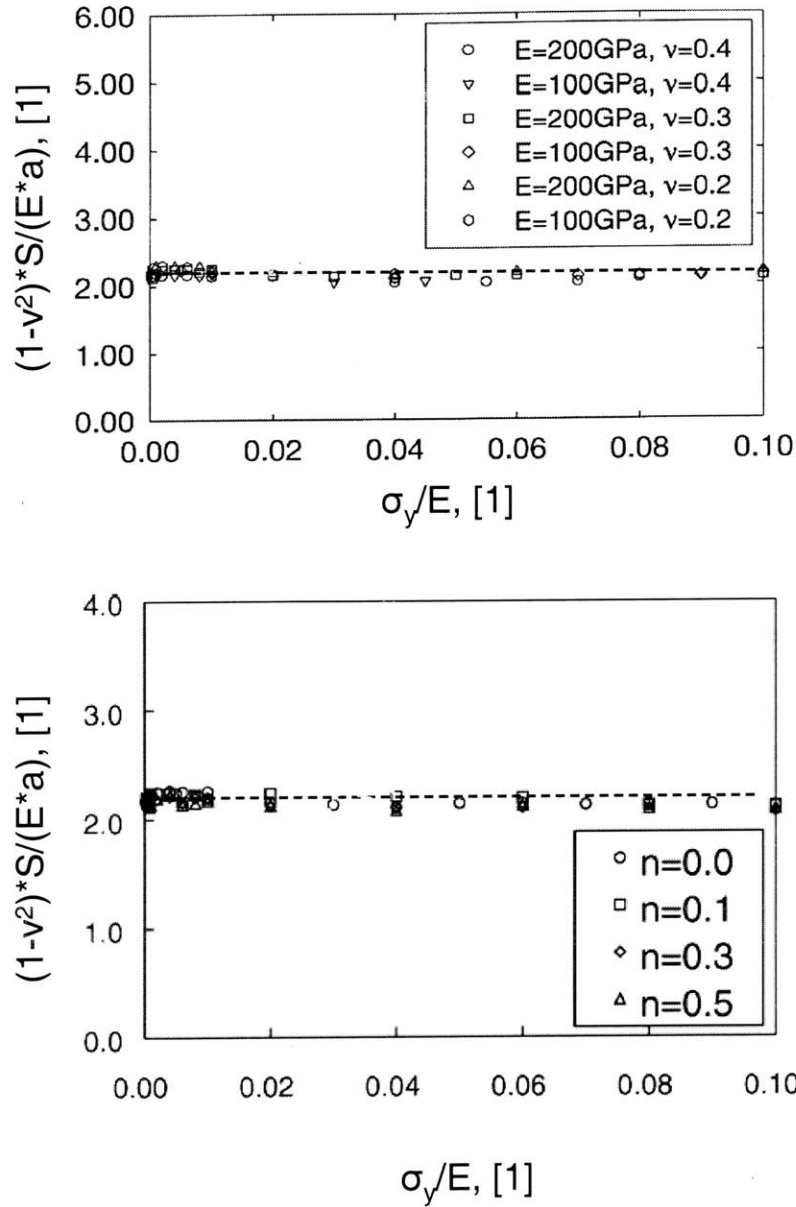 6.00
5.00
4.00
3.00
2.00
1.00
0.00
(1-ν²)*S/(E*a), [1]
E=200GPa, ν=0.4
E=100GPa, ν=0.4
E=200GPa, ν=0.3
E=100GPa, ν=0.3
E=200GPa, ν=0.2
E=100GPa, ν=0.2
0.00 0.02 0.04 0.06 0.08 0.10
σy/E, [1]
4.0
3.0
2.0
1.0
0.0
(1-ν²)*S/(E*a), [1]
n=0.0
n=0.1
n=0.3
n=0.5
0.00 0.02 0.04 0.06 0.08 0.10
σy/E, [1]